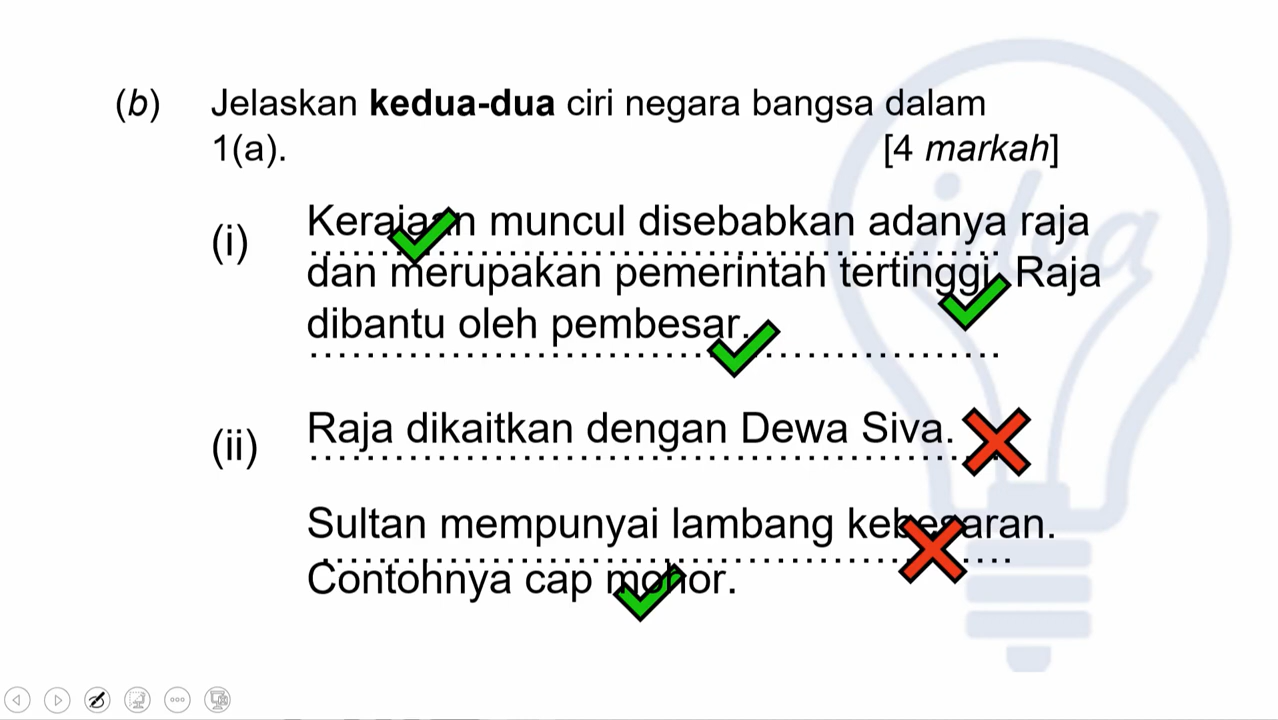 (b) Jelaskan kedua-dua ciri negara bangsa dalam
1(a). [4 markah]
(i) Kerajaan muncul disebabkan adanya raja
dan merupakan pemerintah tertinggi. Raja
dibantu oleh pembesar.
(ii) Raja dikaitkan dengan Dewa Siva.
Sultan mempunyai lambang kebesaran.
Contohnya cap mohor.
idva